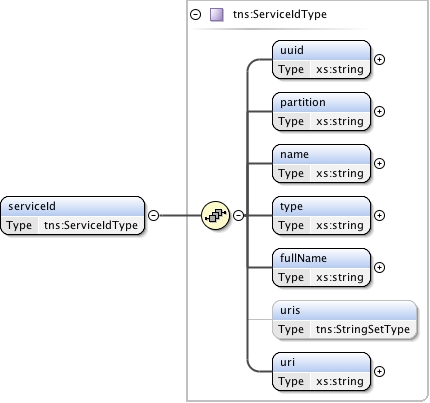 tns:ServiceIdType
uuid
Type xs:string
partition
Type xs:string
name
Type xs:string
serviceId
Type tns:ServiceIdType
type
Type xs:string
fullName
Type xs:string
uris
Type tns:StringSetType
uri
Type xs:string